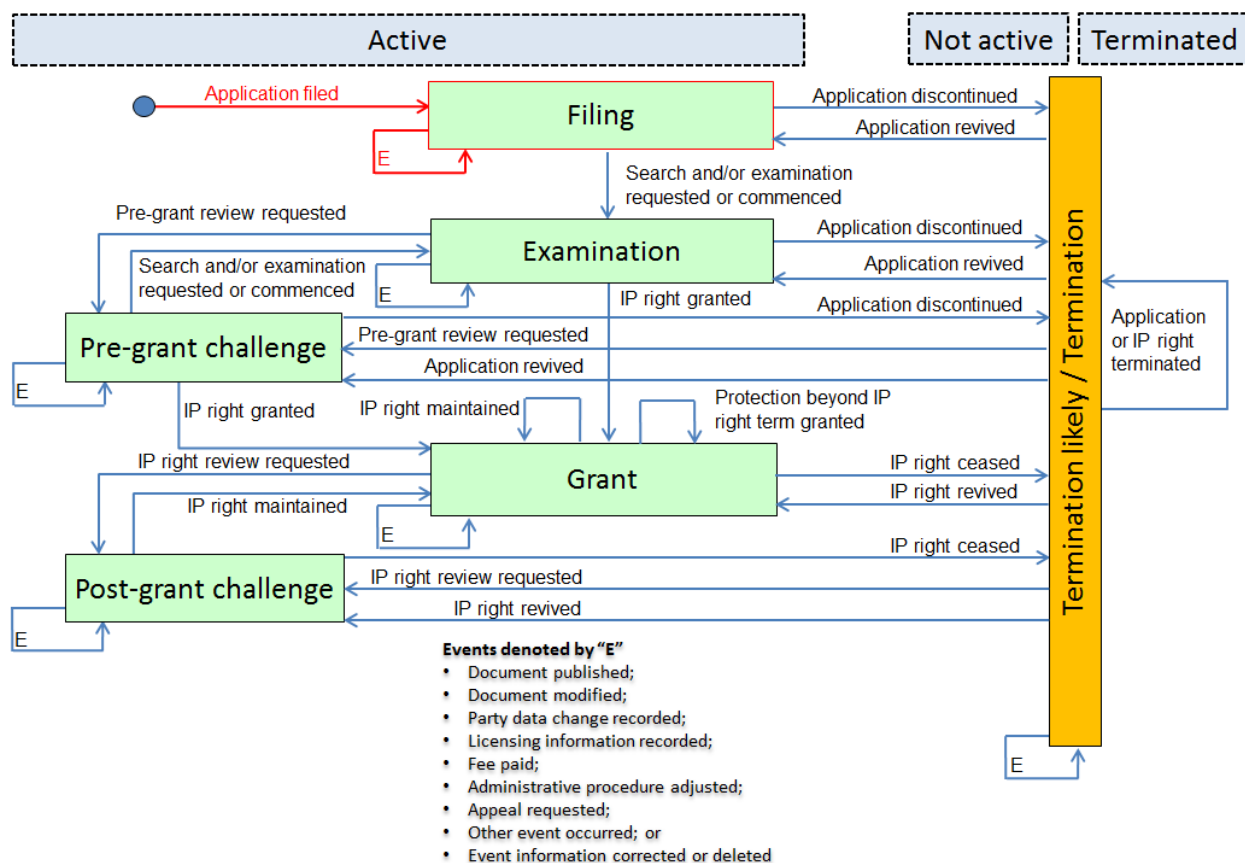 Active
Not active
Terminated
Application filed
Filing
Application discontinued
Application revived
E
Search and/or examination
requested or commenced
Pre-grant review requested
Examination
Application discontinued
Search and/or examination
requested or commenced
Application revived
E
IP right granted
Application discontinued
Pre-grant challenge
Pre-grant review requested
Application revived
E
Application
or IP right
terminated
IP right granted
IP right maintained
Protection beyond IP
right term granted
IP right review requested
Grant
IP right ceased
IP right revived
IP right maintained
E
IP right ceased
Post-grant challenge
IP right review requested
IP right revived
E
Termination likely / Termination
E
Events denoted by “E”
• Document published;
• Document modified;
• Party data change recorded;
• Licensing information recorded;
• Fee paid;
• Administrative procedure adjusted;
• Appeal requested;
• Other event occurred; or
• Event information corrected or deleted